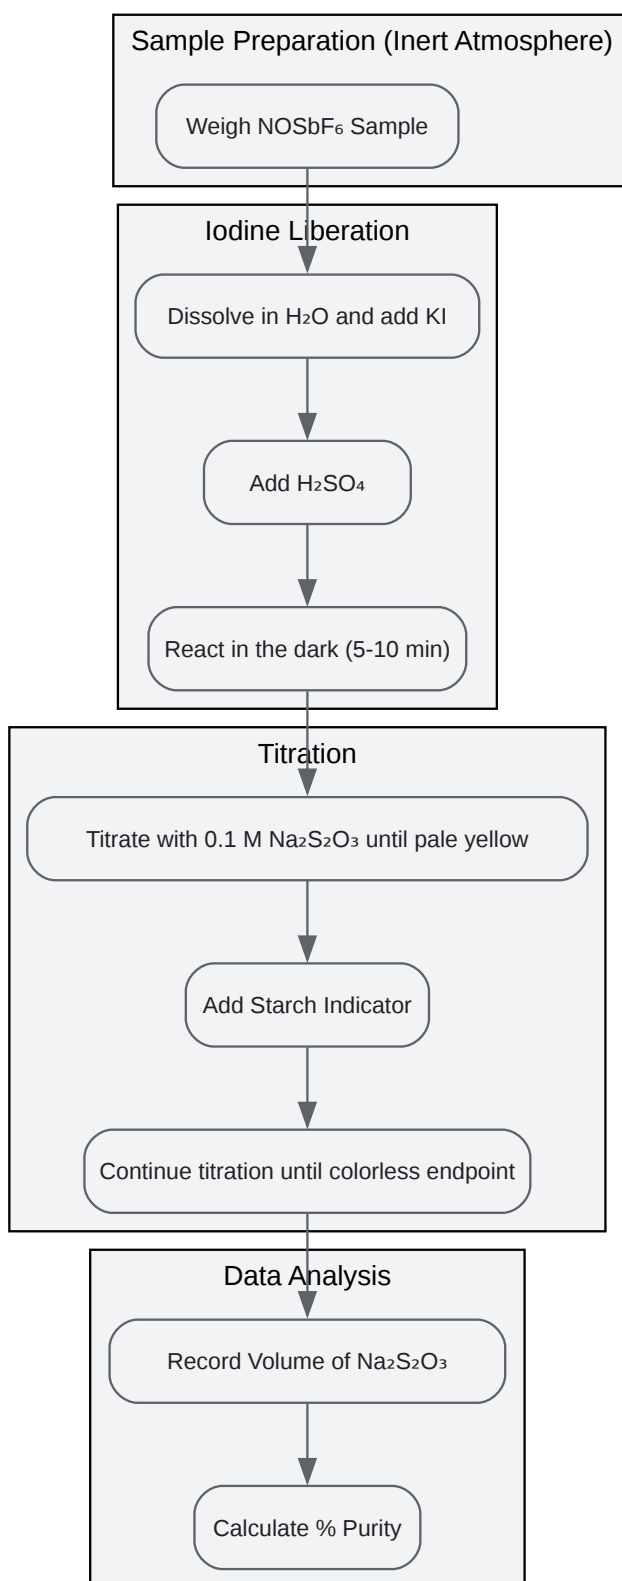 Sample Preparation (Inert Atmosphere)
Weigh NOSbF₆ Sample
Iodine Liberation
Dissolve in H₂O and add KI
Add H₂SO₄
React in the dark (5-10 min)
Titration
Titrate with 0.1 M Na₂S₂O₃ until pale yellow
Add Starch Indicator
Continue titration until colorless endpoint
Data Analysis
Record Volume of Na₂S₂O₃
Calculate % Purity